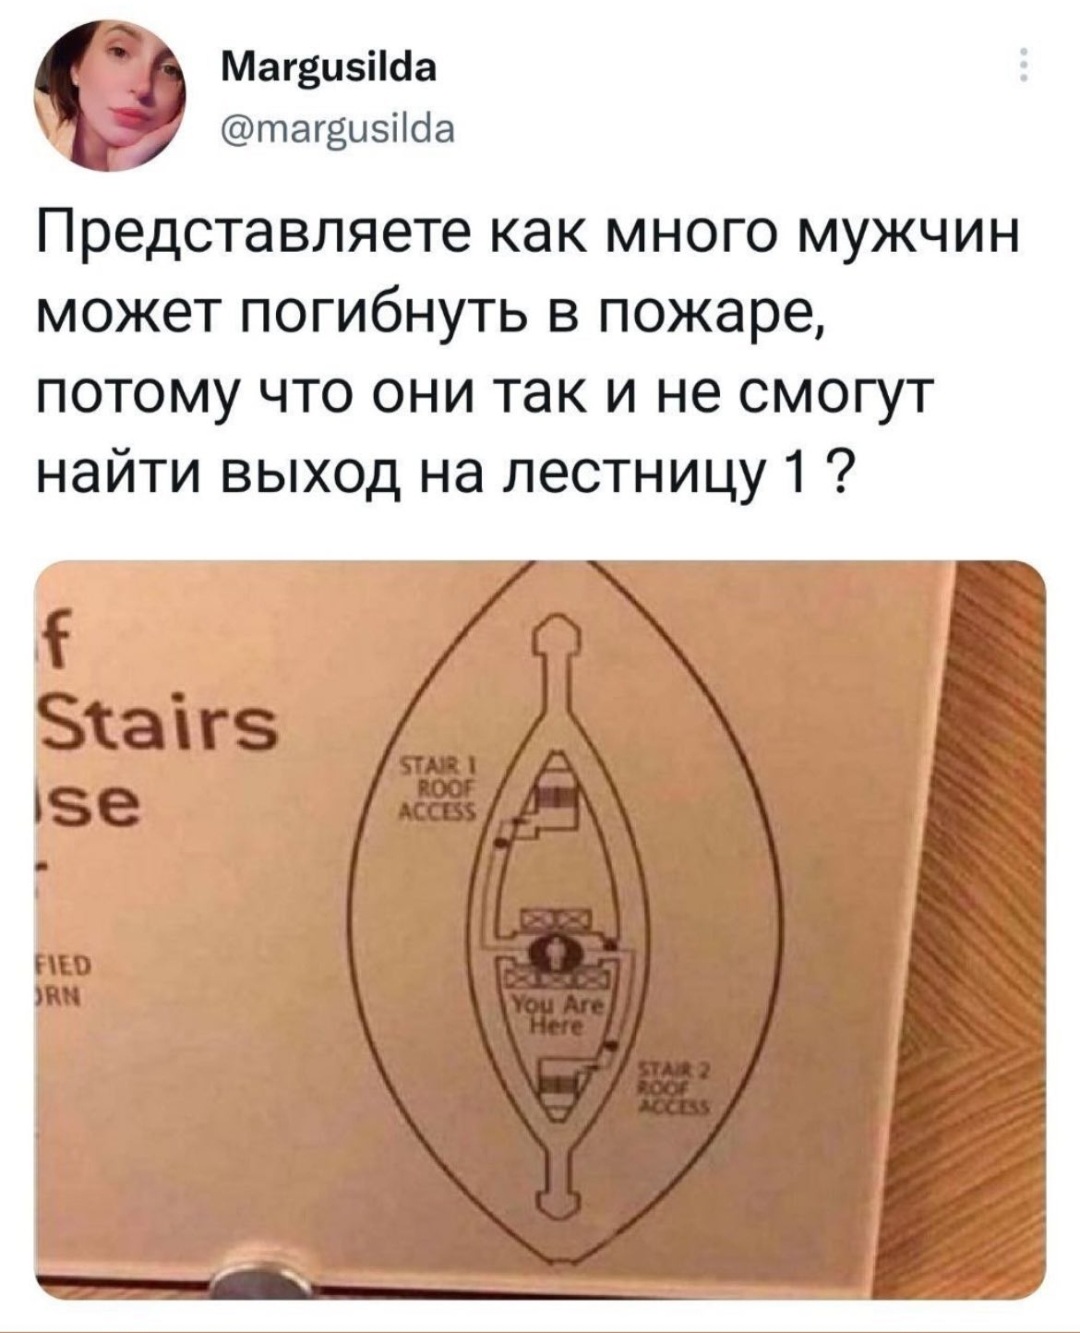 Margusilda
@margusilda
Представляете как много мужчин
может погибнуть в пожаре,
потому что они так и не смогут
найти выход на лестницу 1 ?
f
Stairs
se
FIED
RN
STAIR 1
ROOF
ACCESS
You Are
Here
STAIR 2
ROOF
ACCESS